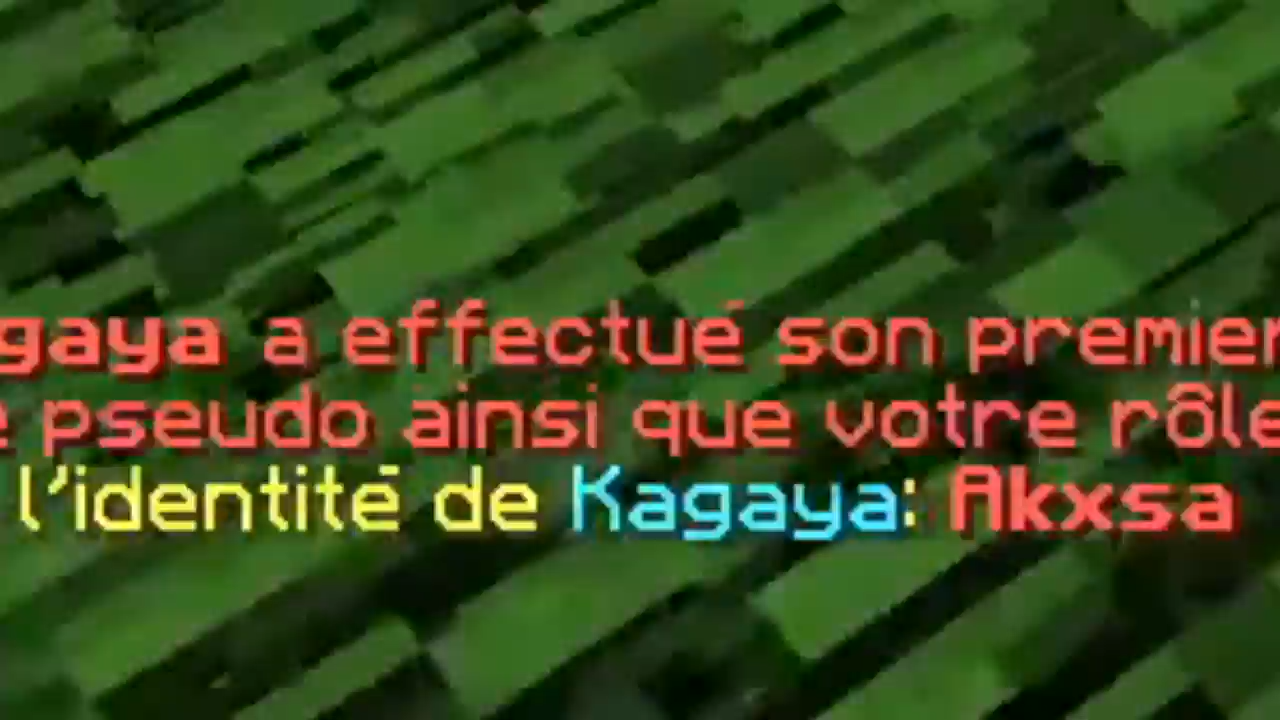 gaya a effectué son premier
e pseudo ainsi que votre rôle
l'identité de Kagaya: Akxsa